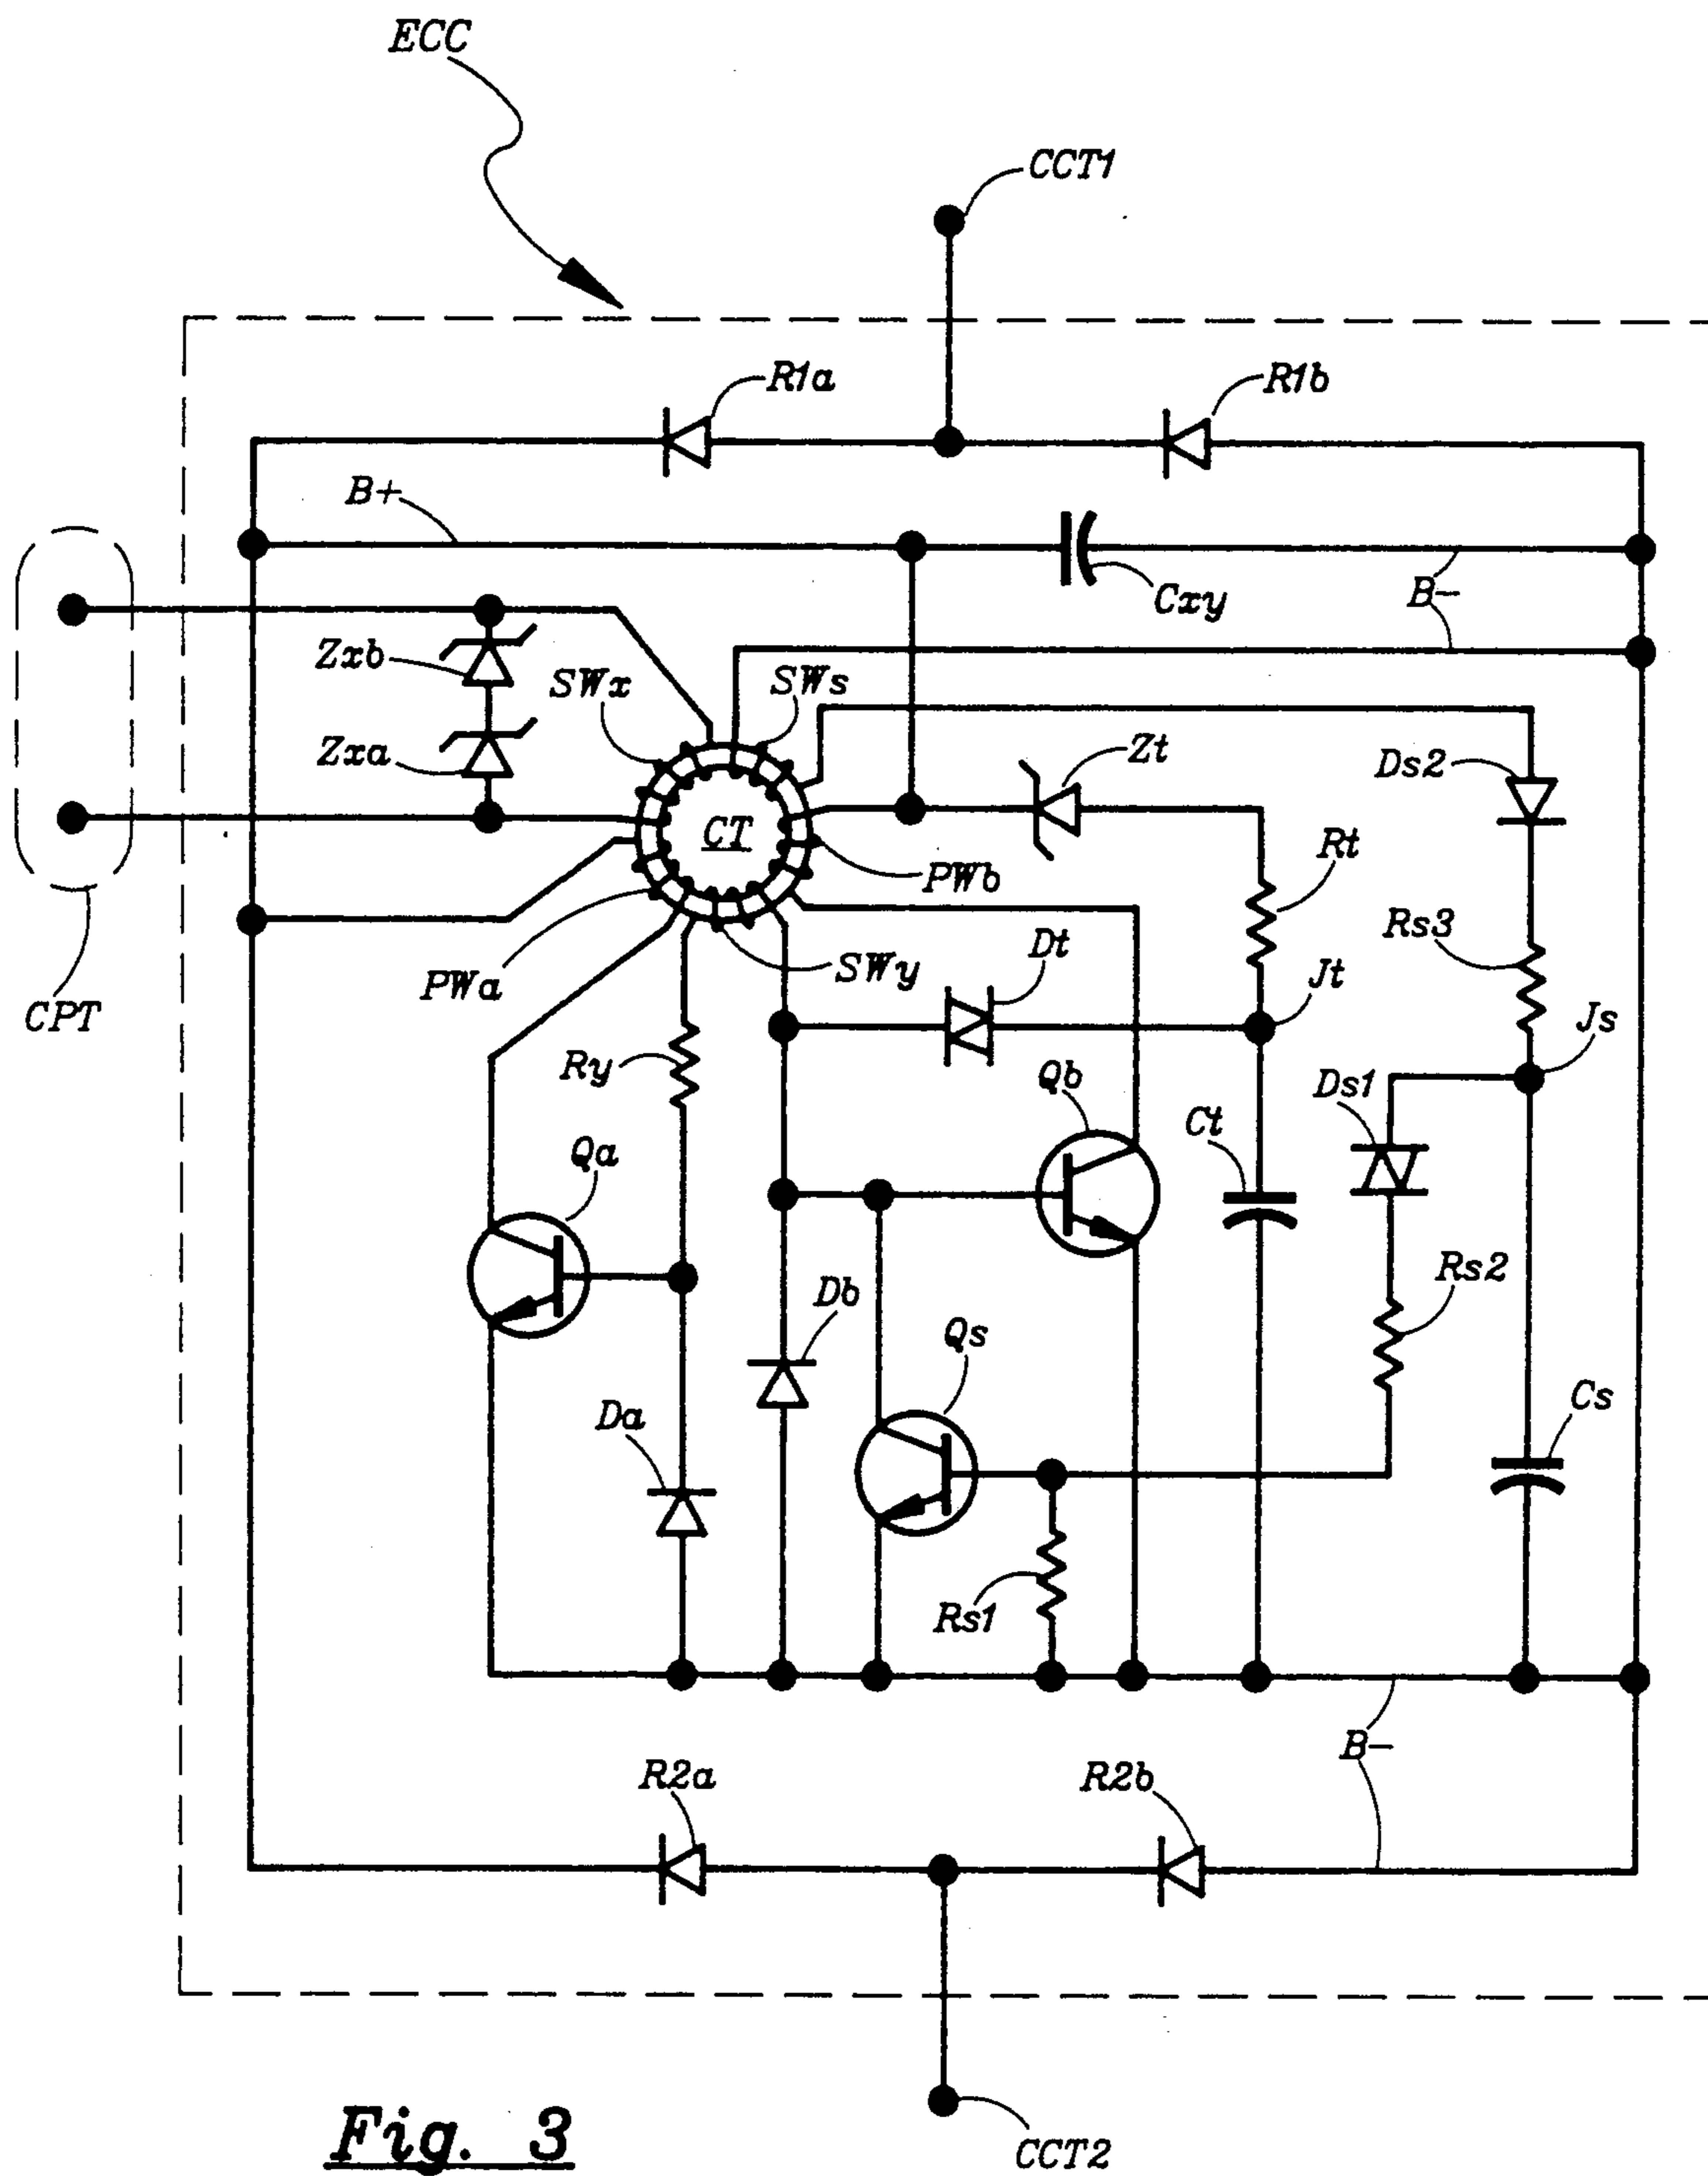 ECC
CCT1
R1a
R1b
B+
Cxy
B-
Zxb
SWx
SWs
Zxa
Zt
Ds2
CT
Rt
PWb
Rs3
PWa
SWy
Dt
Jt
CPT
Js
Ry
Qb
Ds1
Ct
Qa
Rs2
Db
Qs
Cs
Da
Rs1
B-
R2a
R2b
Fig. 3
CCT2